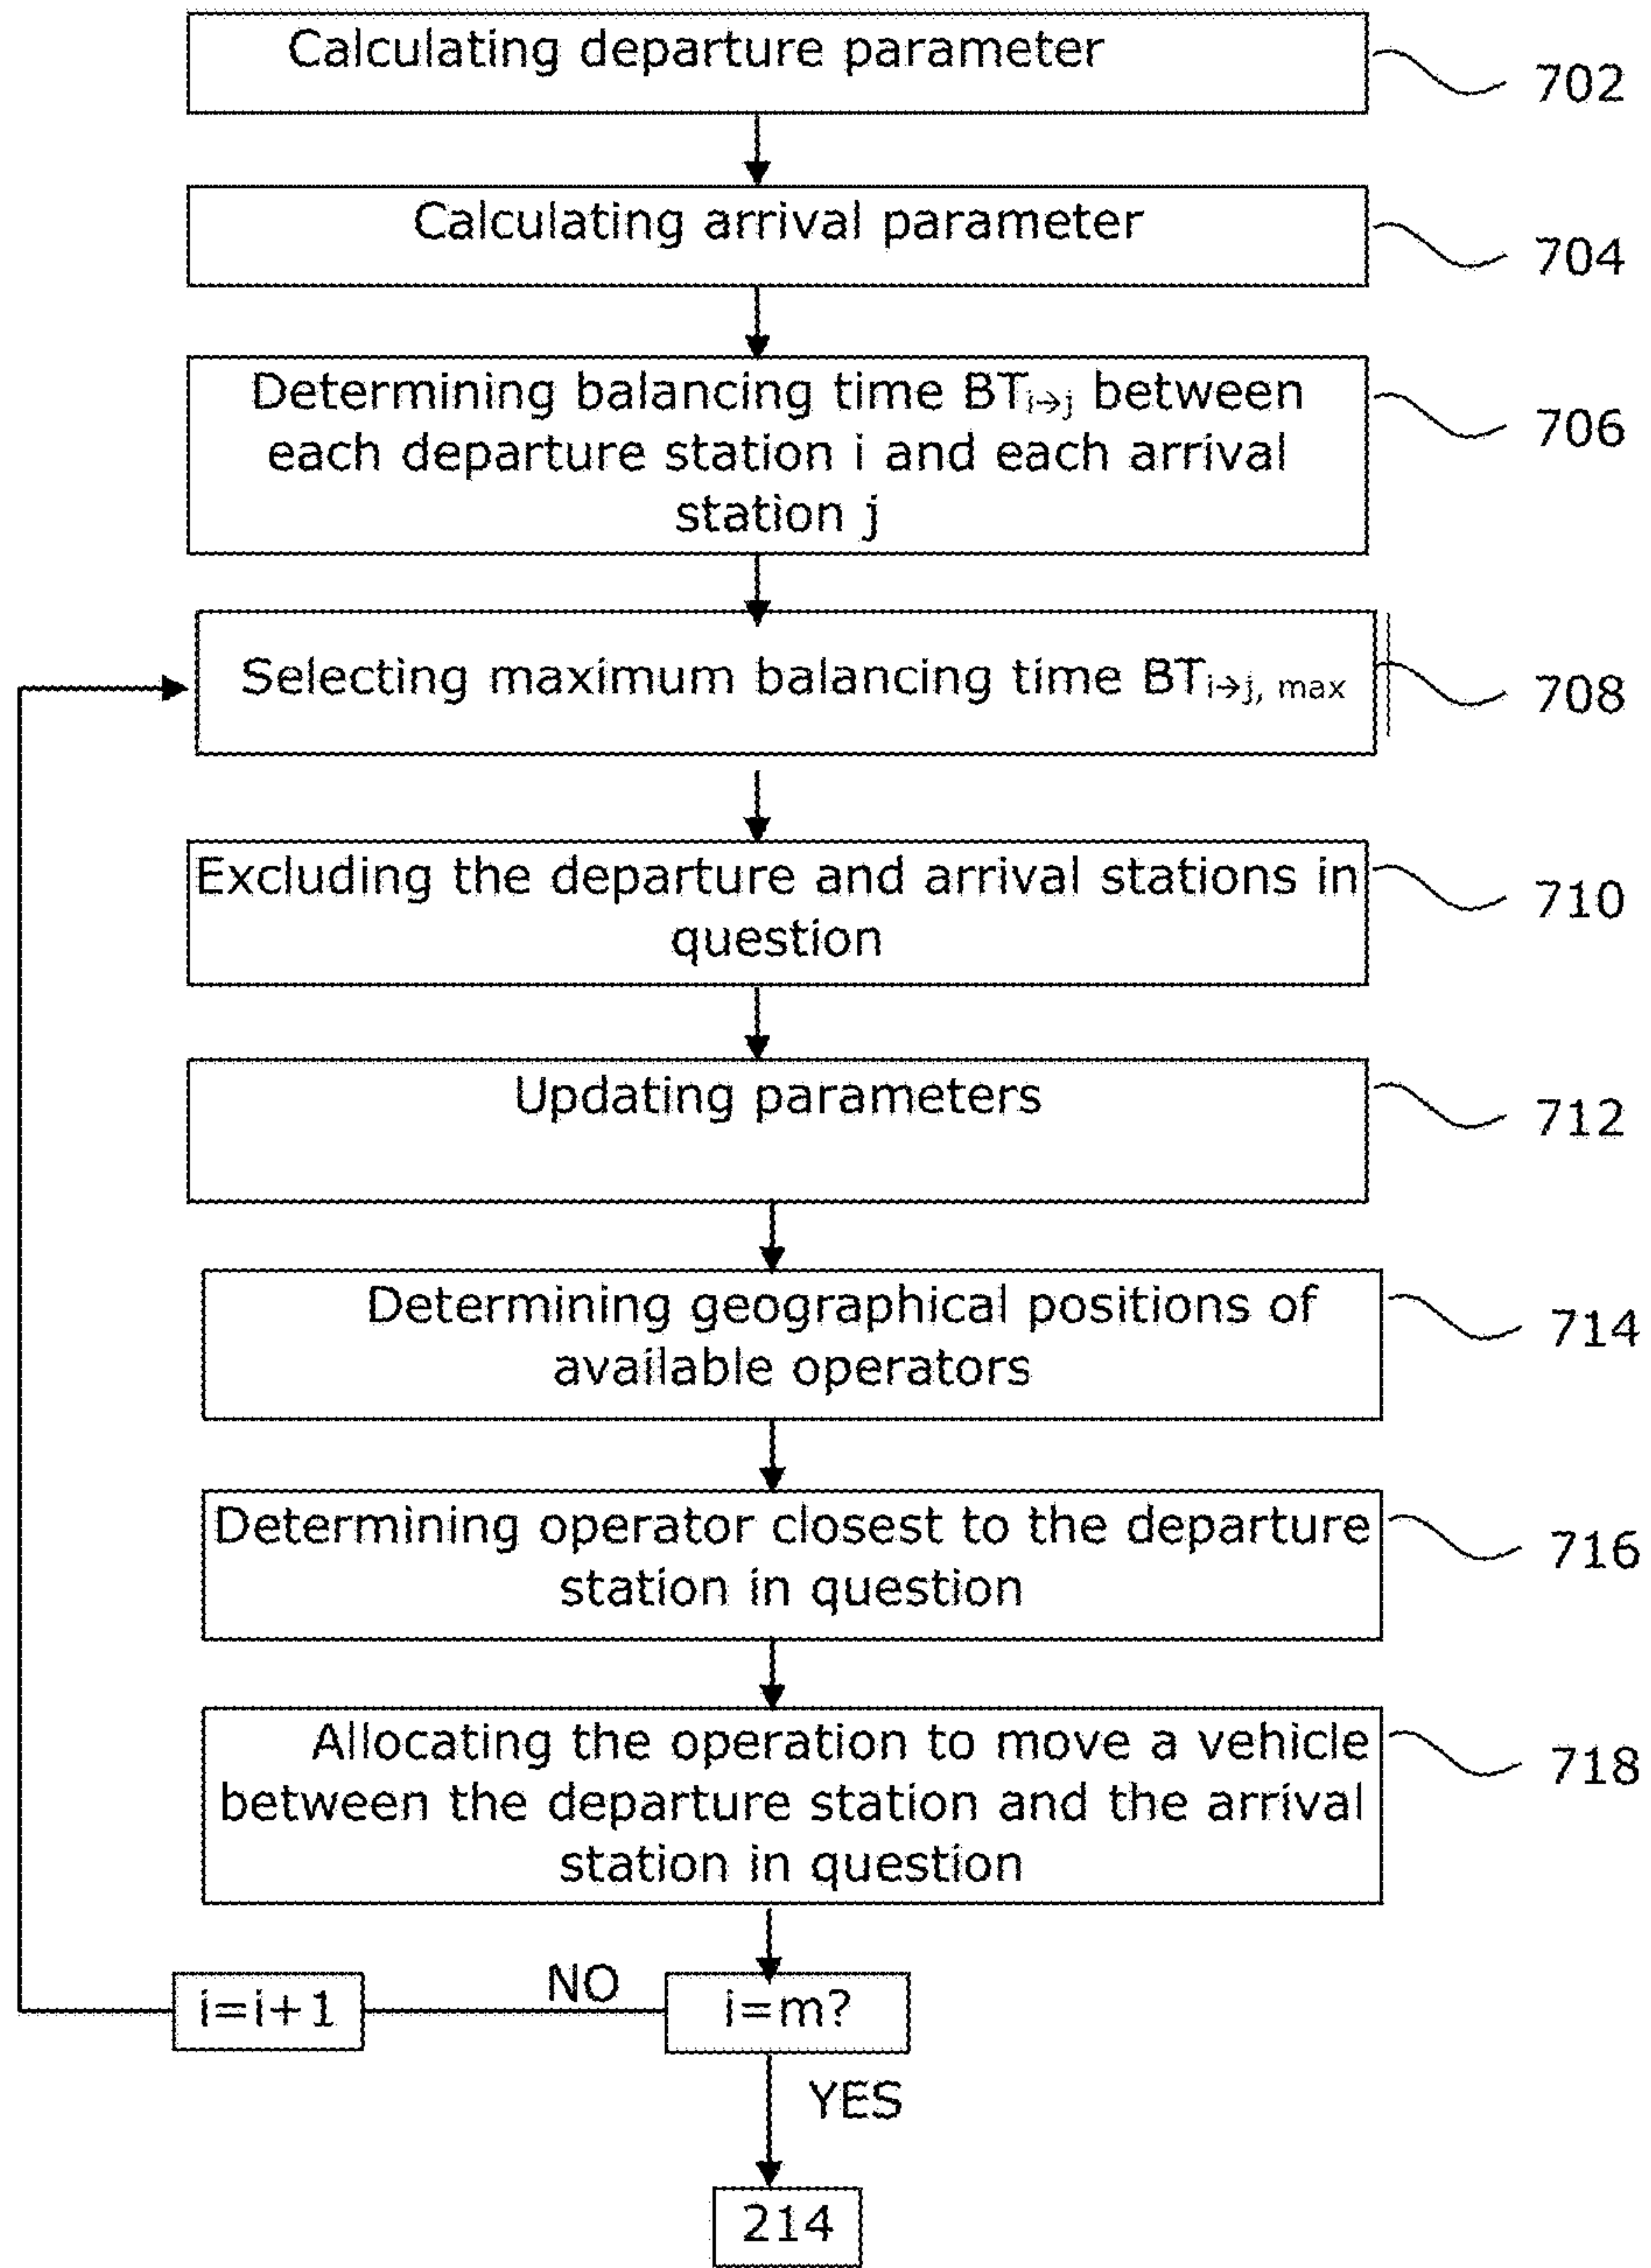 Calculating departure parameter
702
Calculating arrival parameter
704
Determining balancing time BTi→j between
each departure station i and each arrival
station j
706
Selecting maximum balancing time BTi→j, max
708
Excluding the departure and arrival stations in
question
710
Updating parameters
712
Determining geographical positions of
available operators
714
Determining operator closest to the departure
station in question
716
Allocating the operation to move a vehicle
between the departure station and the arrival
station in question
718
i=i+1
NO
i=m?
YES
214